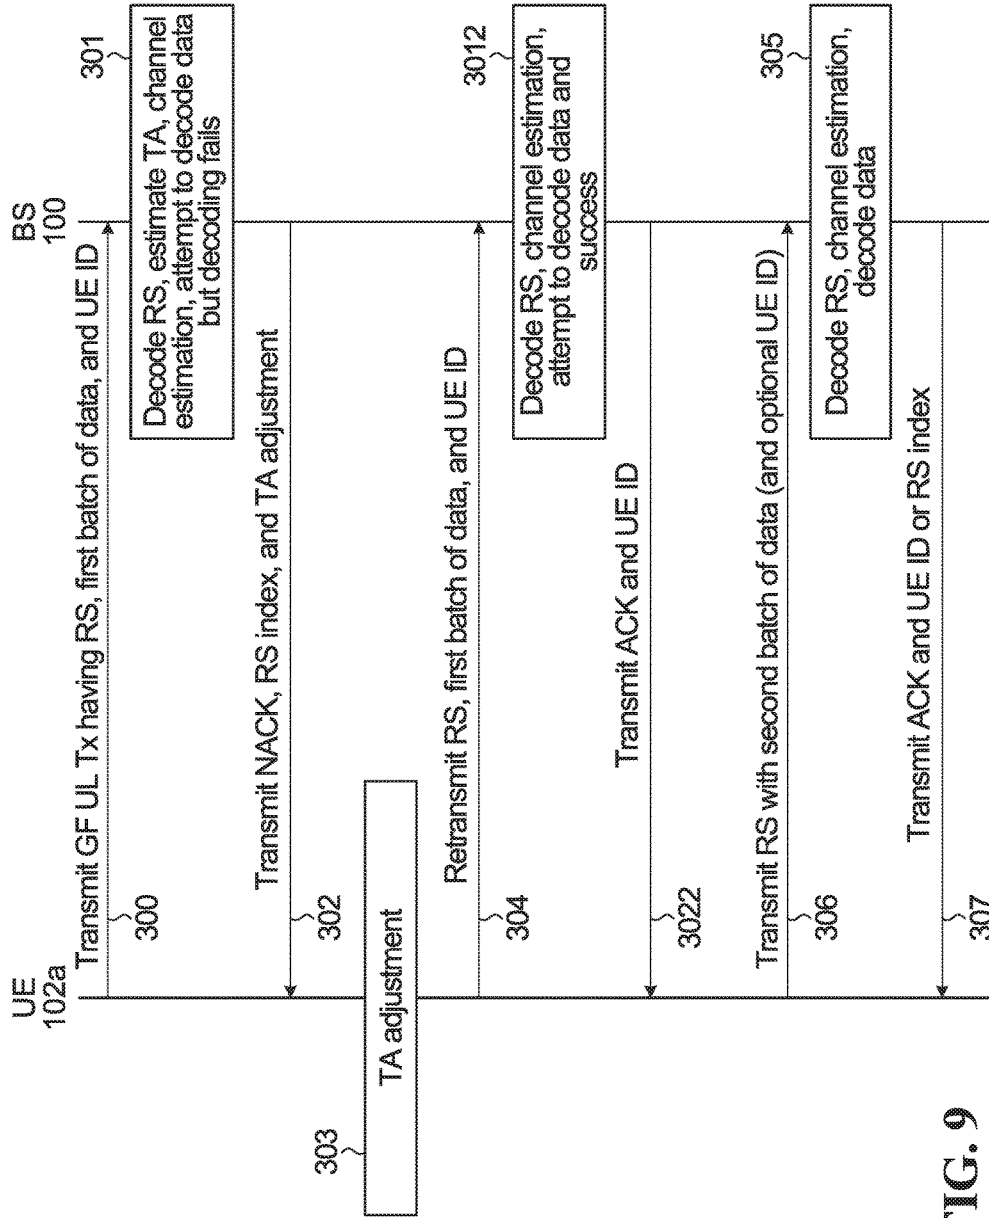 UE
102a
BS
100
Transmit GF UL Tx having RS, first batch of data, and UE ID
300
301
Decode RS, estimate TA, channel
estimation, attempt to decode data
but decoding fails
Transmit NACK, RS index, and TA adjustment
302
303
TA adjustment
Retransmit RS, first batch of data, and UE ID
304
3012
Decode RS, channel estimation,
attempt to decode data and
success
Transmit ACK and UE ID
3022
Transmit RS with second batch of data (and optional UE ID)
306
305
Decode RS, channel estimation,
decode data
Transmit ACK and UE ID or RS index
307
FIG. 9